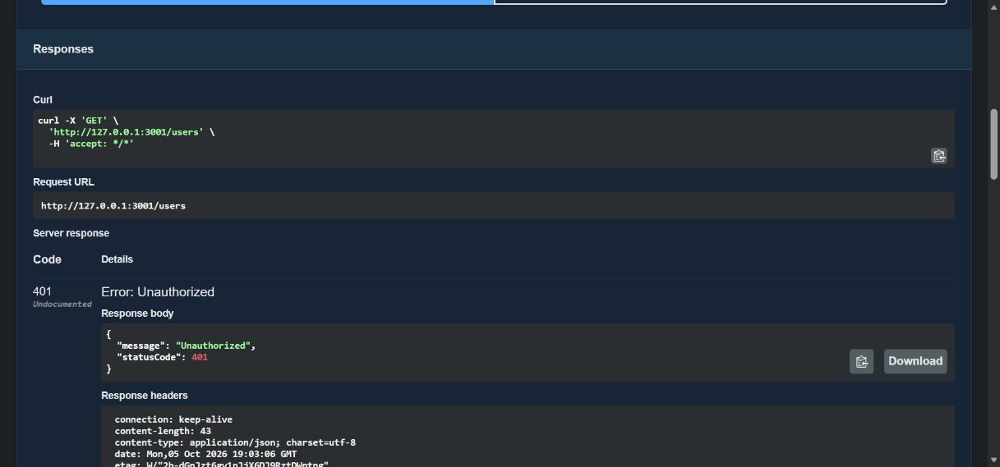 Responses
Curl
curl -X 'GET' \
'http://127.0.0.1:3001/users' \
-H 'accept: */*'
Request URL
http://127.0.0.1:3001/users
Server response
Code Details
401 Error: Unauthorized
Undocumented
Response body
{
"message": "Unauthorized",
"statusCode": 401
}
Download
Response headers
connection: keep-alive
content-length: 43
content-type: application/json; charset=utf-8
date: Mon,05 Oct 2026 19:03:06 GMT
etag: